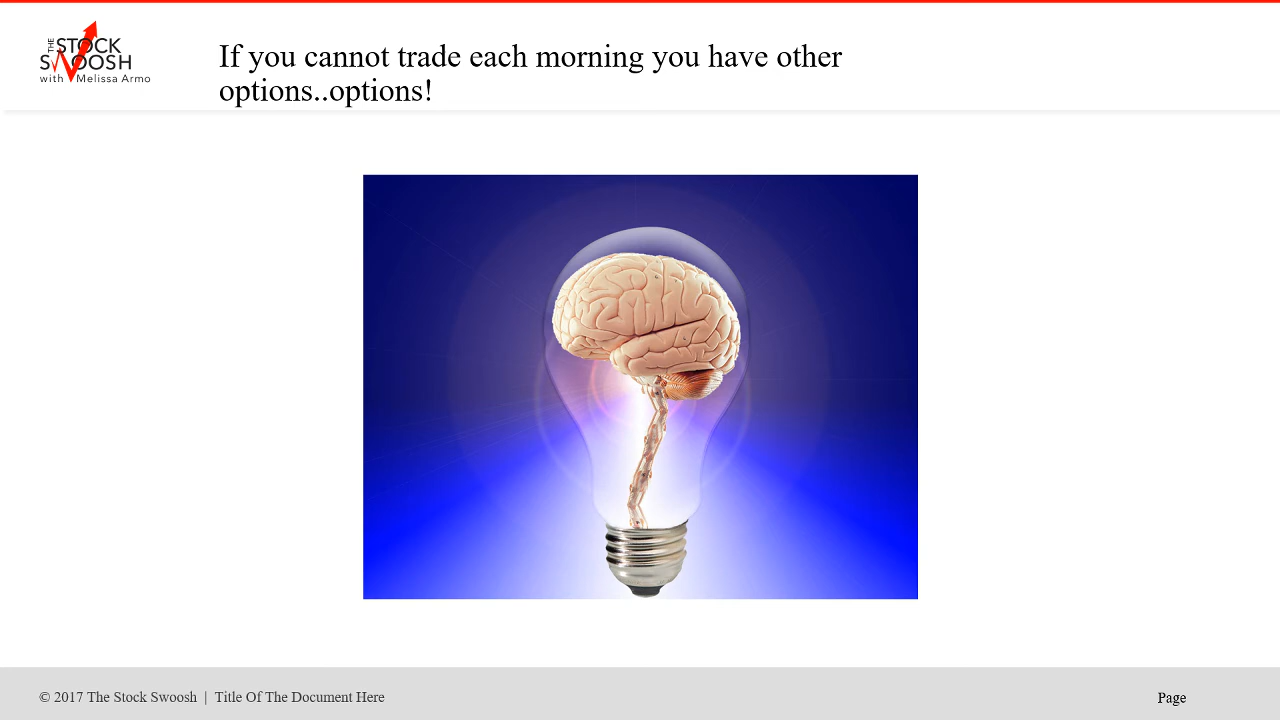 THE STOCK
SWOOSH
with Melissa Armo
If you cannot trade each morning you have other
options..options!
© 2017 The Stock Swoosh | Title Of The Document Here
Page